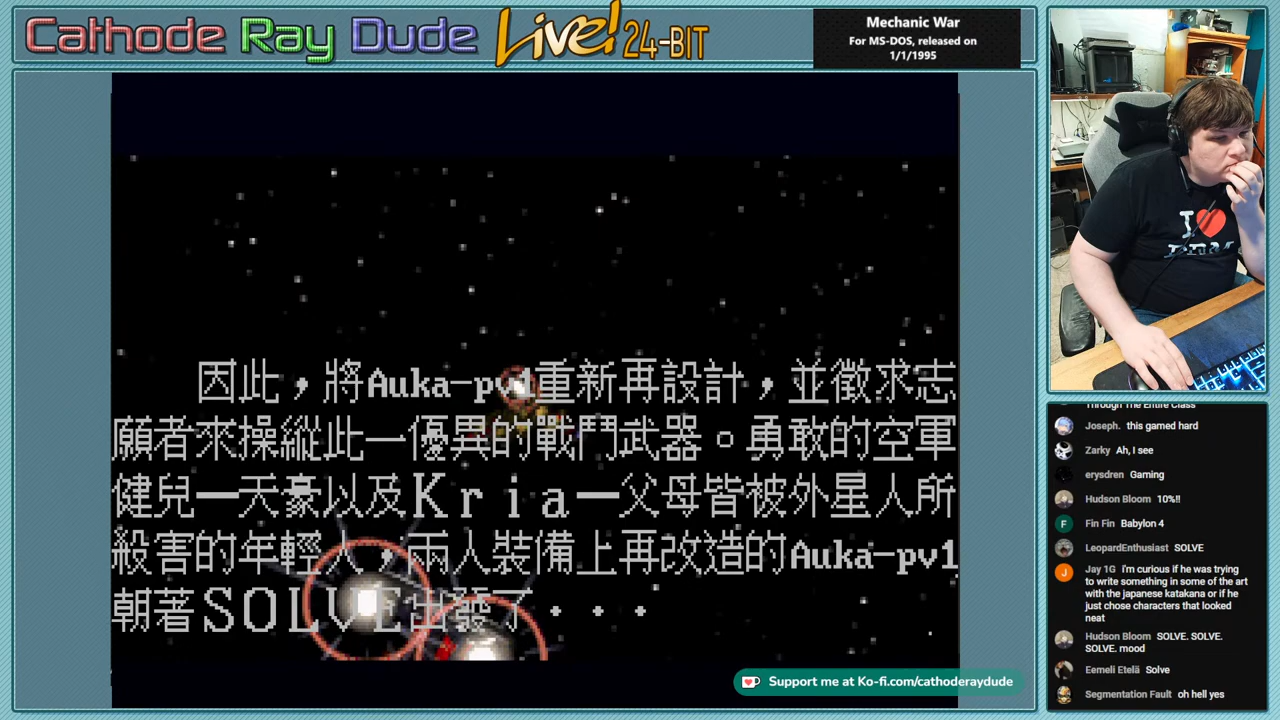 Cathode Ray Dude Live! 24-BIT
Mechanic War
For MS-DOS, released on
1/1/1995
因此，將Auka-pv1重新再設計，並徵求志
願者來操縱此一優異的戰鬥武器。勇敢的空軍
健兒一天豪以及Kria一父母皆被外星人所
殺害的年輕人，兩人裝備上再改造的Auka-pv1
朝著SOLVE出發了・・・
Support me at Ko-fi.com/cathoderaydude
I
Through The Entire Class
Joseph. this gamed hard
Zarky Ah, I see
erysdren Gaming
Hudson Bloom 10%!!
Fin Fin Babylon 4
LeopardEnthusiast SOLVE
Jay 1G i'm curious if he was trying
to write something in some of the art
with the japanese katakana or if he
just chose characters that looked
neat
Hudson Bloom SOLVE. SOLVE.
SOLVE. mood
Eemeli Etelä Solve
Segmentation Fault oh hell yes